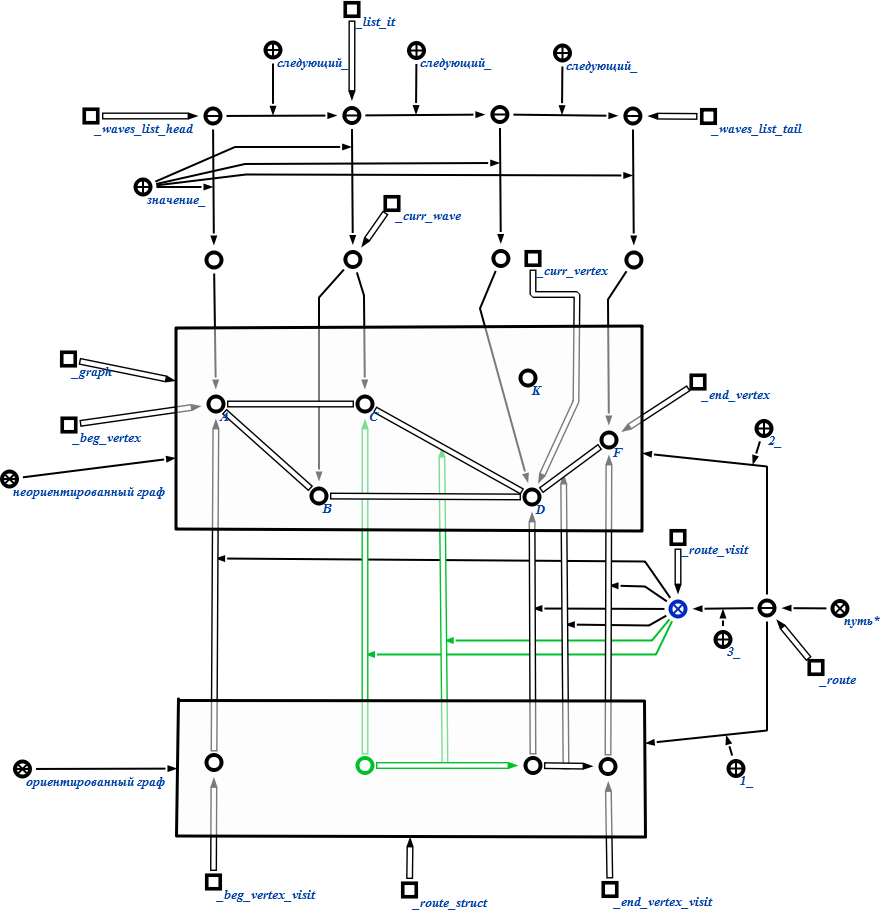 _list_it
следующий_
следующий_
следующий_
_waves_list_head
_waves_list_tail
значение_
_curr_wave
_curr_vertex
_graph
K
_end_vertex
A
C
_beg_vertex
2_
F
неориентированный граф
B
D
_route_visit
путь*
3_
_route
ориентированный граф
1_
_beg_vertex_visit
_route_struct
_end_vertex_visit